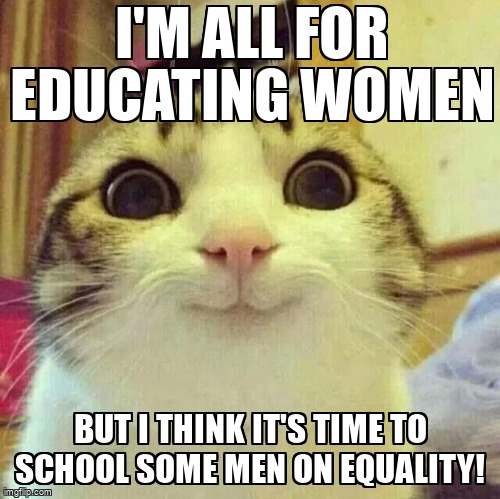 I'M ALL FOR
EDUCATING WOMEN
BUT I THINK IT'S TIME TO
SCHOOL SOME MEN ON EQUALITY!
imgflip.com